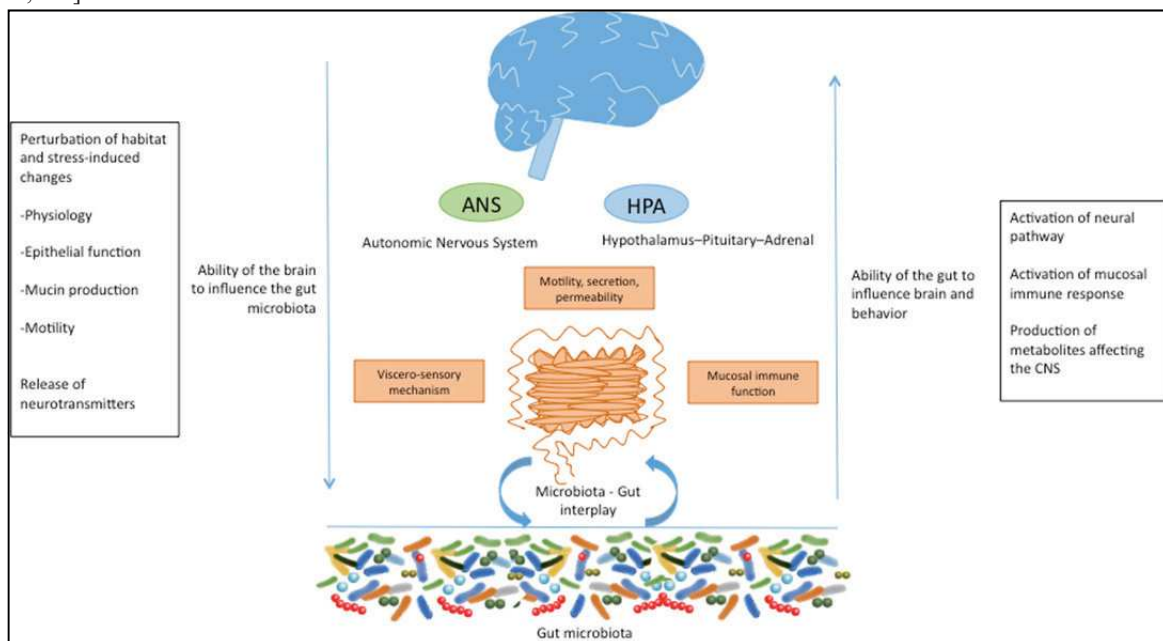 Perturbation of habitat
and stress-induced
changes
-Physiology
-Epithelial function
-Mucin production
-Motility
Release of
neurotransmitters
Ability of the brain
to influence the gut
microbiota
ANS
Autonomic Nervous System
HPA
Hypothalamus–Pituitary–Adrenal
Motility, secretion,
permeability
Viscero-sensory
mechanism
Mucosal immune
function
Microbiota - Gut
interplay
Gut microbiota
Ability of the gut to
influence brain and
behavior
Activation of neural
pathway
Activation of mucosal
immune response
Production of
metabolites affecting
the CNS